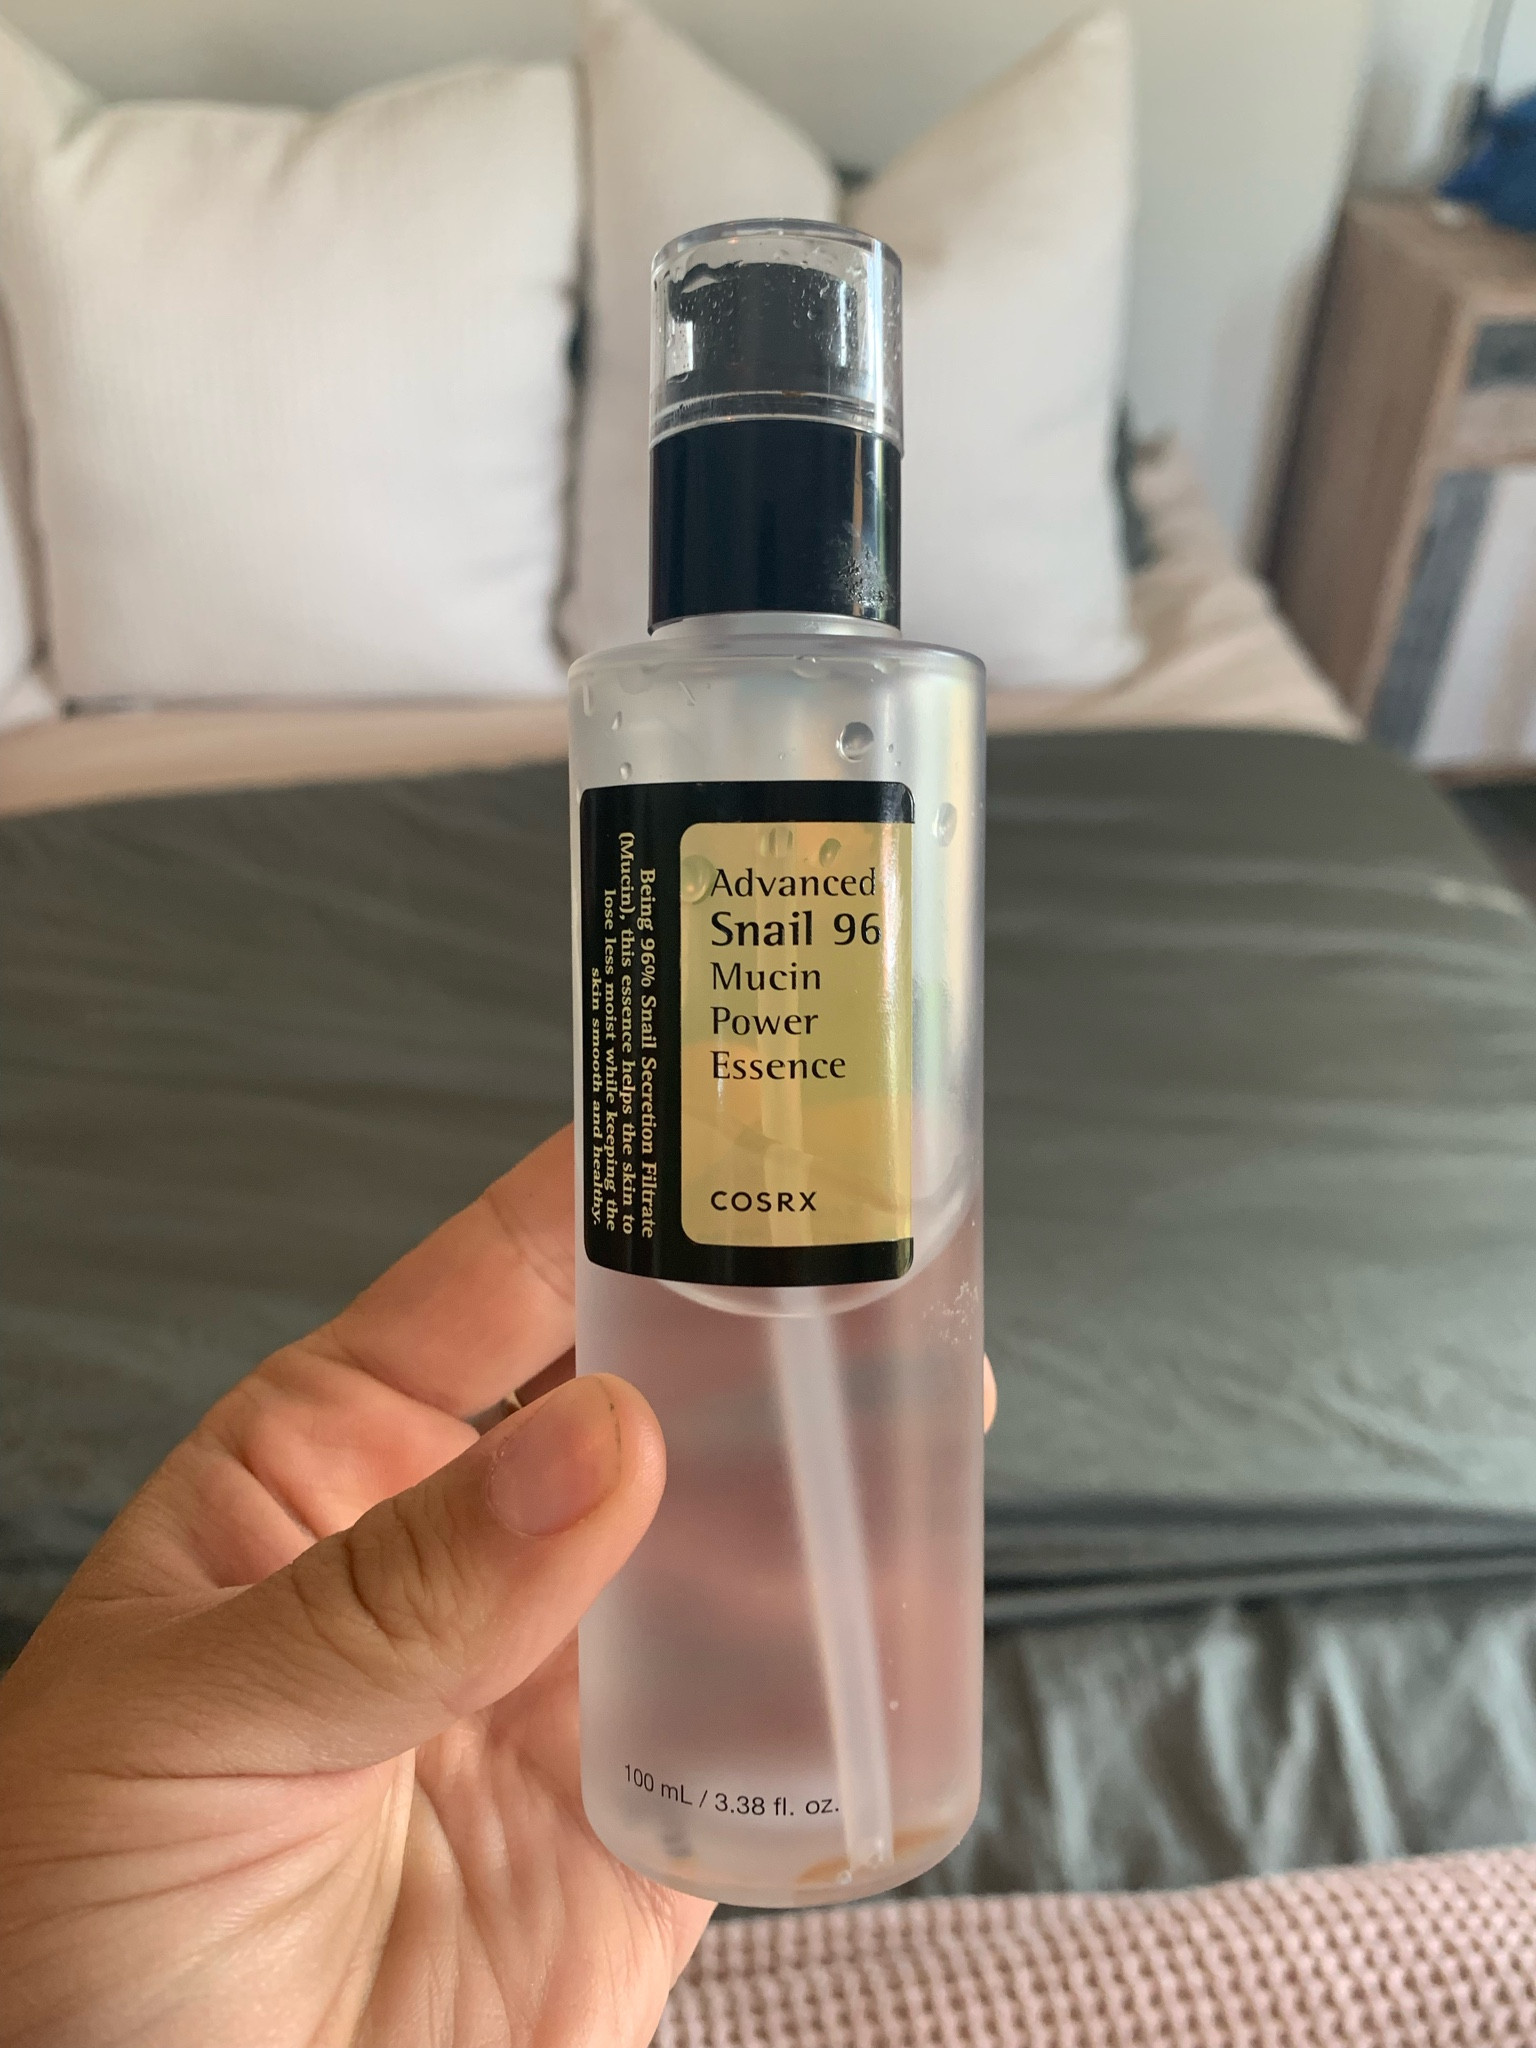 Advanced
Snail 96
Mucin
Power
Essence
COSRX
Being 96% Snail Secretion Filtrate
(Mucin), this essence helps the skin to
lose less moist while keeping the
skin smooth and healthy.
100 mL / 3.38 fl. oz.